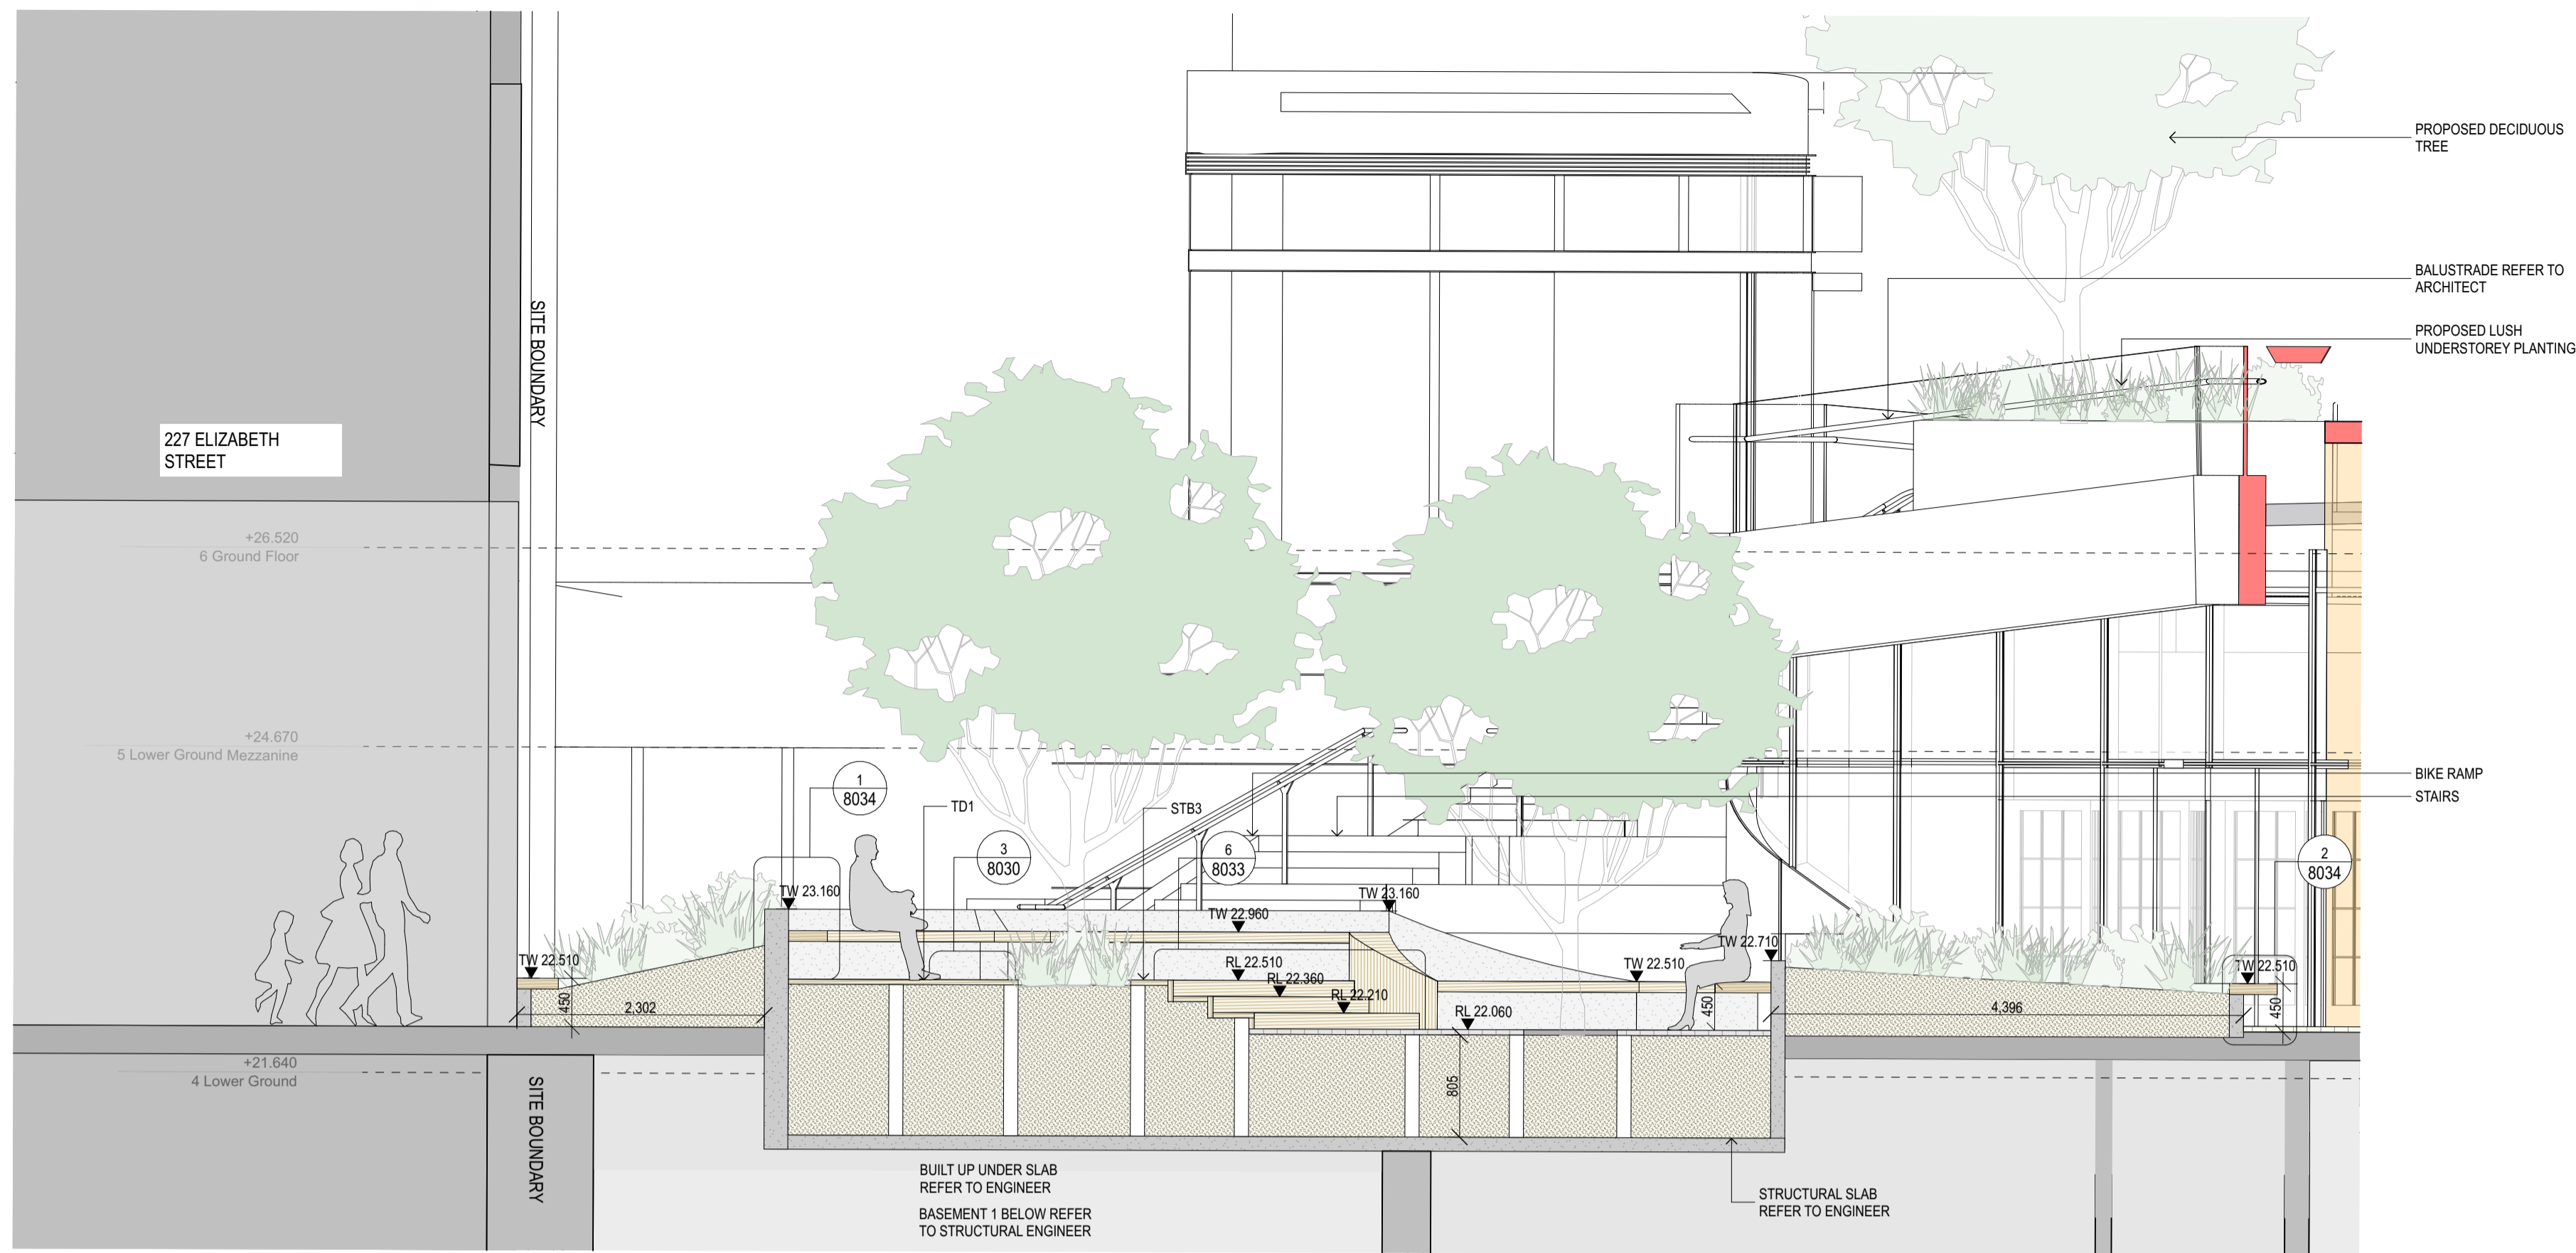 PROPOSED DECIDUOUS
TREE
BALUSTRADE REFER TO
ARCHITECT
PROPOSED LUSH
UNDERSTOREY PLANTING
SITE BOUNDARY
227 ELIZABETH
STREET
+26.520
6 Ground Floor
+24.670
5 Lower Ground Mezzanine
1
8034
TD1
STB3
BIKE RAMP
STAIRS
3
8030
6
8033
2
8034
TW 23.160
TW 23.160
TW 22.960
TW 22.710
TW 22.510
RL 22.510
TW 22.510
TW 22.510
RL 22.360
RL 22.210
RL 22.060
450
2,302
450
4,396
450
+21.640
4 Lower Ground
805
SITE BOUNDARY
BUILT UP UNDER SLAB
REFER TO ENGINEER
BASEMENT 1 BELOW REFER
TO STRUCTURAL ENGINEER
STRUCTURAL SLAB
REFER TO ENGINEER